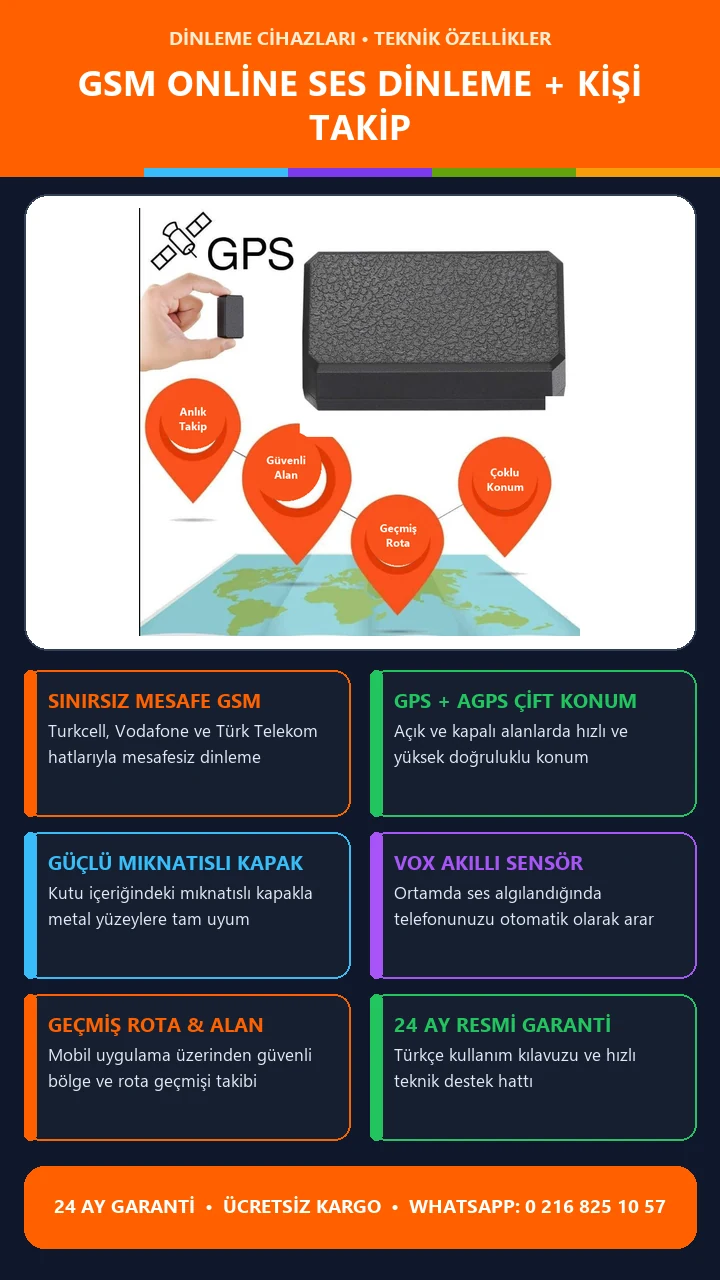 DİNLEME CİHAZLARI • TEKNİK ÖZELLİKLER
GSM ONLİNE SES DİNLEME + KİŞİ
TAKİP
GPS
Anlık
Takip
Güvenli
Alan
Geçmiş
Rota
Çoklu
Konum
SINIRSIZ MESAFE GSM
Turkcell, Vodafone ve Türk Telekom
hatlarıyla mesafesiz dinleme
GPS + AGPS ÇİFT KONUM
Açık ve kapalı alanlarda hızlı ve
yüksek doğruluklu konum
GÜÇLÜ MIKNATISLI KAPAK
Kutu içeriğindeki mıknatıslı kapakla
metal yüzeylere tam uyum
VOX AKILLI SENSÖR
Ortamda ses algılandığında
telefonunuzu otomatik olarak arar
GEÇMİŞ ROTA & ALAN
Mobil uygulama üzerinden güvenli
bölge ve rota geçmişi takibi
24 AY RESMİ GARANTİ
Türkçe kullanım kılavuzu ve hızlı
teknik destek hattı
24 AY GARANTİ • ÜCRETSİZ KARGO • WHATSAPP: 0 216 825 10 57